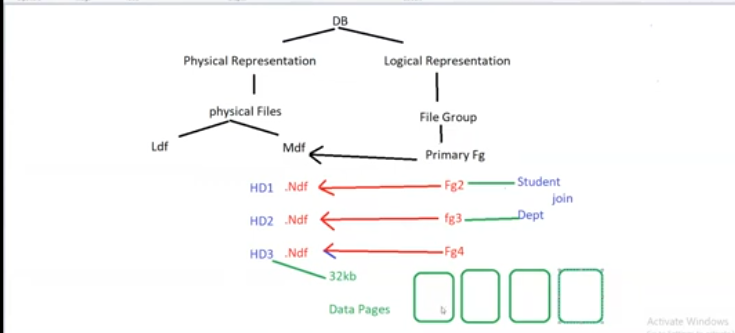 DB
Physical Representation
Logical Representation
physical Files
File Group
Ldf
Mdf
Primary Fg
HD1 .Ndf
Fg2
Student
join
HD2 .Ndf
fg3
Dept
HD3 .Ndf
Fg4
32kb
Data Pages
Activate Windows